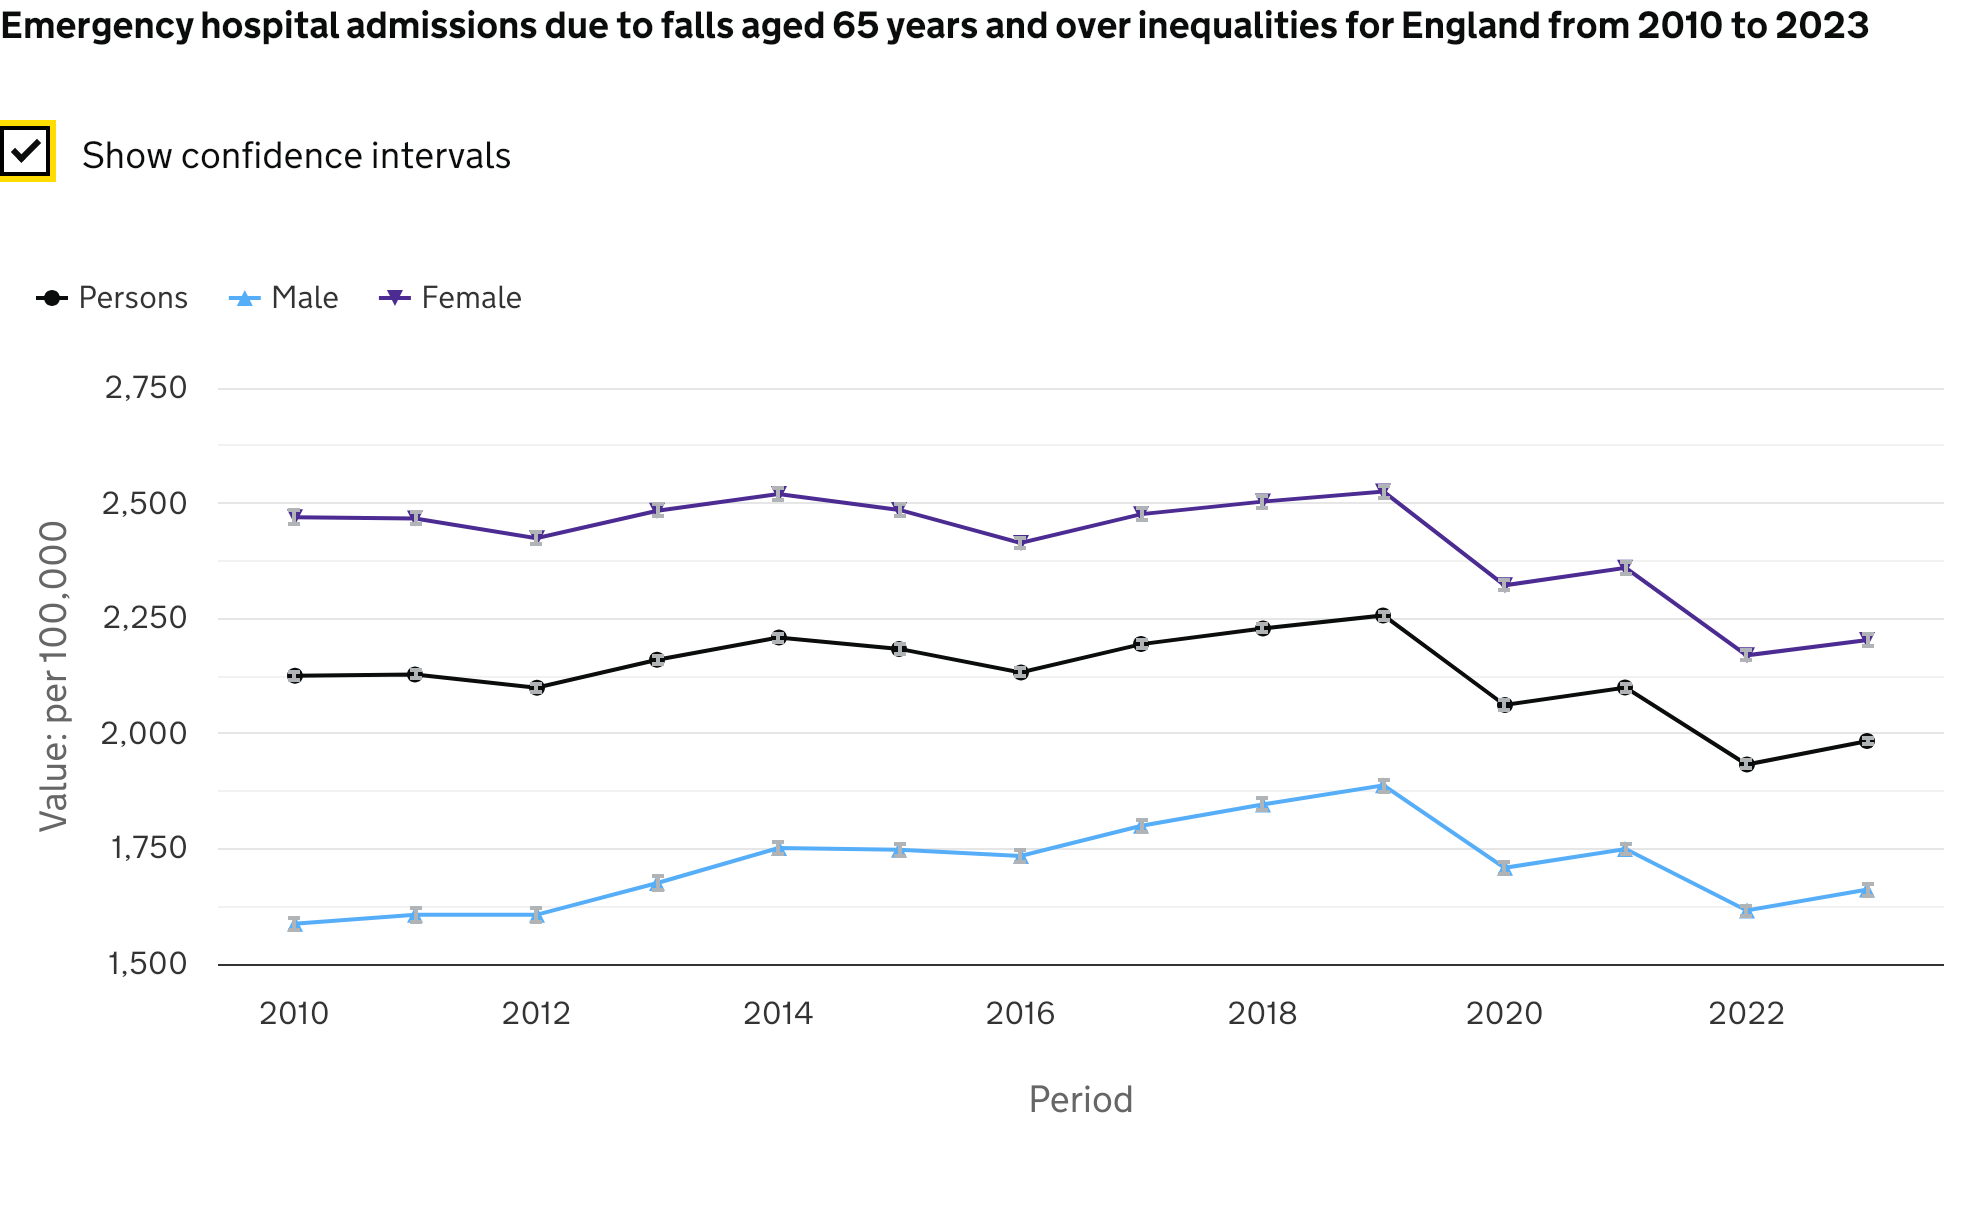 Emergency hospital admissions due to falls aged 65 years and over inequalities for England from 2010 to 2023
Show confidence intervals
Persons Male Female
2,750
2,500
2,250
2,000
1,750
1,500
Value: per 100,000
2010 2012 2014 2016 2018 2020 2022
Period